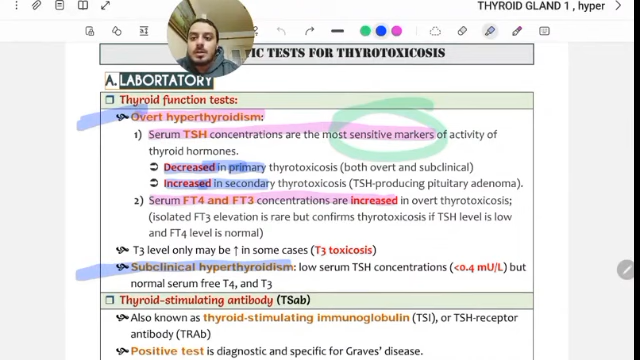 THYROID GLAND 1 , hyper
IC TESTS FOR THYROTOXICOSIS
A. LABORTATORY
Thyroid function tests:
Overt hyperthyroidism:
1) Serum TSH concentrations are the most sensitive markers of activity of
thyroid hormones.
Decreased in primary thyrotoxicosis (both overt and subclinical)
Increased in secondary thyrotoxicosis (TSH-producing pituitary adenoma).
2) Serum FT4 and FT3 concentrations are increased in overt thyrotoxicosis.
(isolated FT3 elevation is rare but confirms thyrotoxicosis if TSH level is low
and FT4 level is normal)
T3 level only may be ↑ in some cases (T3 toxicosis)
Subclinical hyperthyroidism: low serum TSH concentrations (<0.4 mU/L) but
normal serum free T4, and T3
Thyroid-stimulating antibody (TSab)
Also known as thyroid-stimulating immunoglobulin (TSI), or TSH-receptor
antibody (TRAb)
Positive test is diagnostic and specific for Graves' disease.